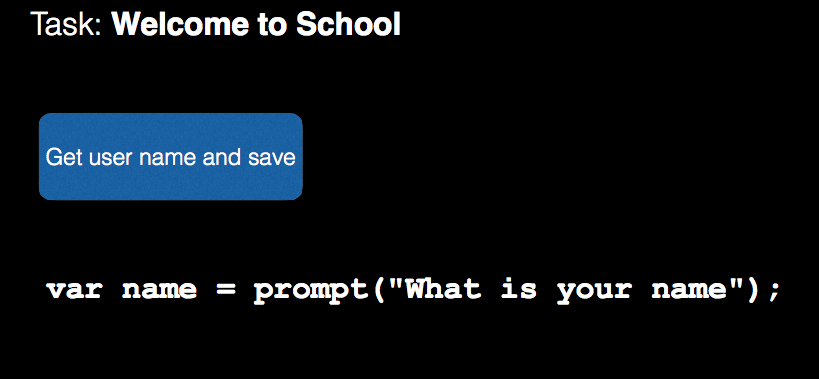 Task: Welcome to School
Get user name and save
var name = prompt("What is your name");